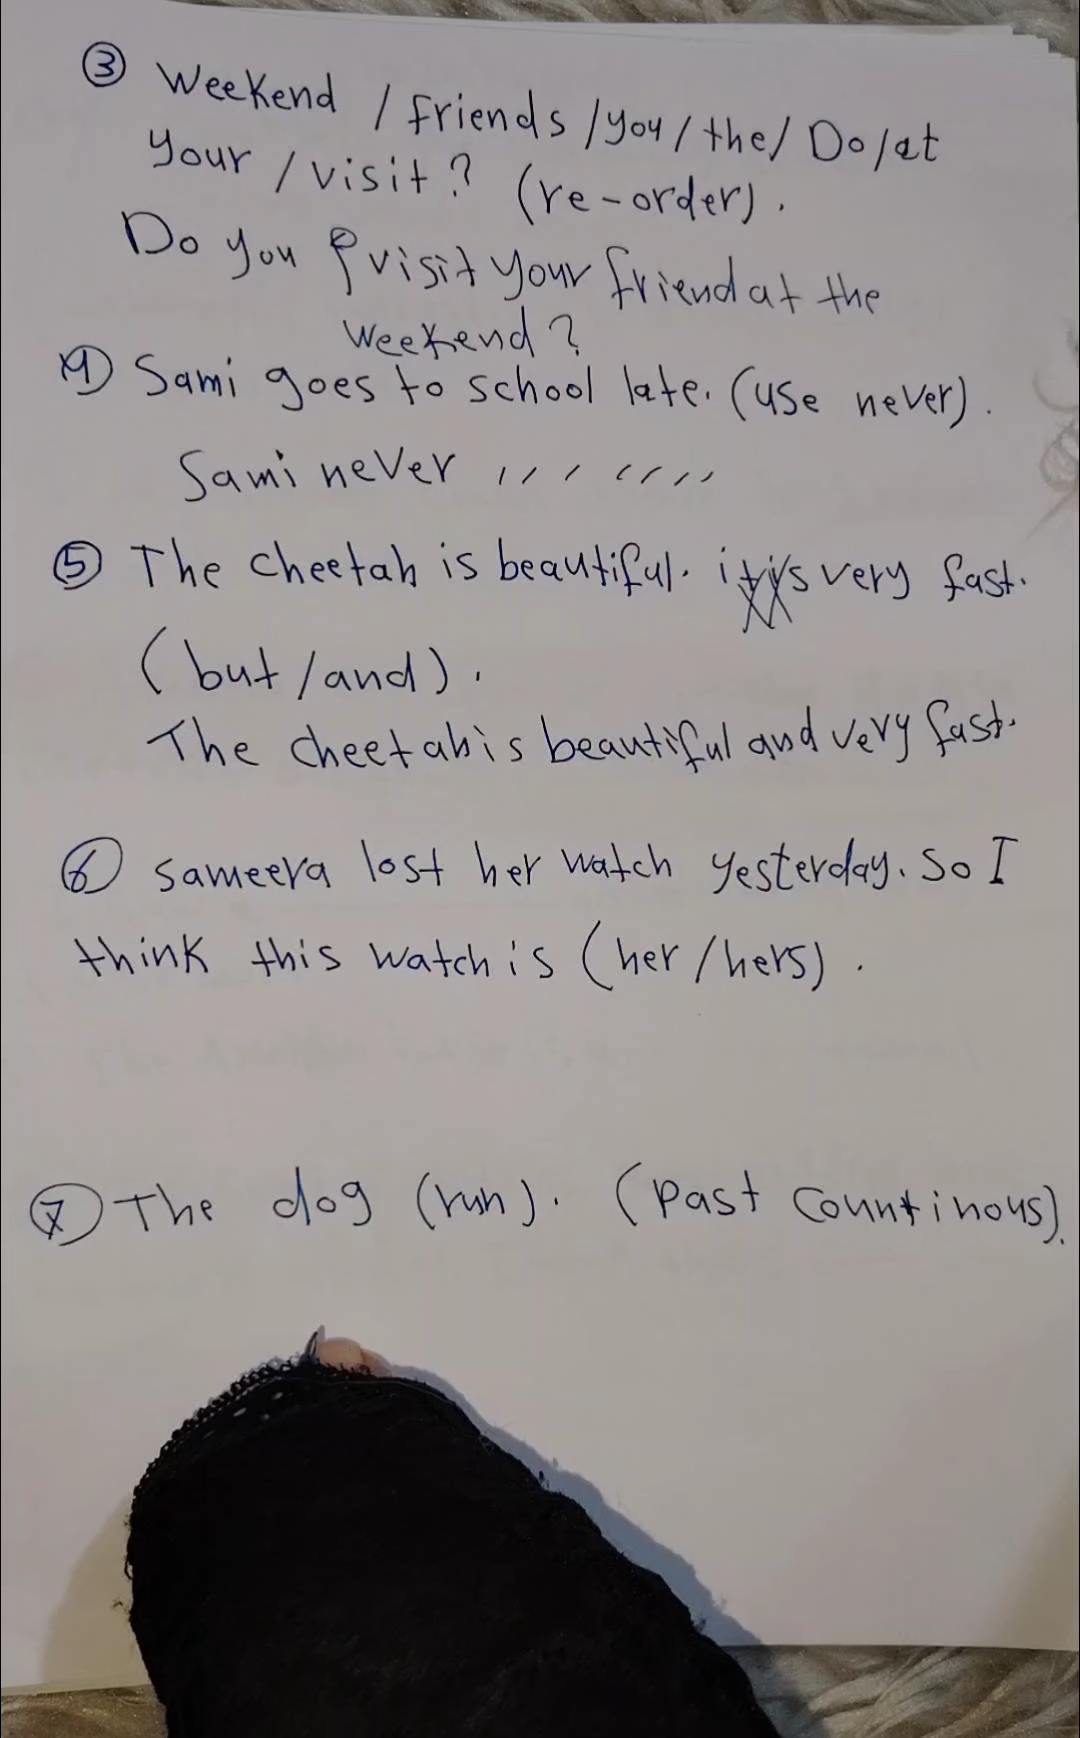 ③ Weekend / friends / you / the / Do / at
your / visit ? (re-order).
Do you visit your friend at the
weekend ?
4) Sami goes to school late. (use never).
Sami never ,, , ,,,,,
⑤ The cheetah is beautiful. it is very fast.
(but / and).
The cheetah is beautiful and very fast.
⑥ sameera lost her watch yesterday. So I
think this watch is (her / hers).
⑦ The dog (run). (past Countinous).